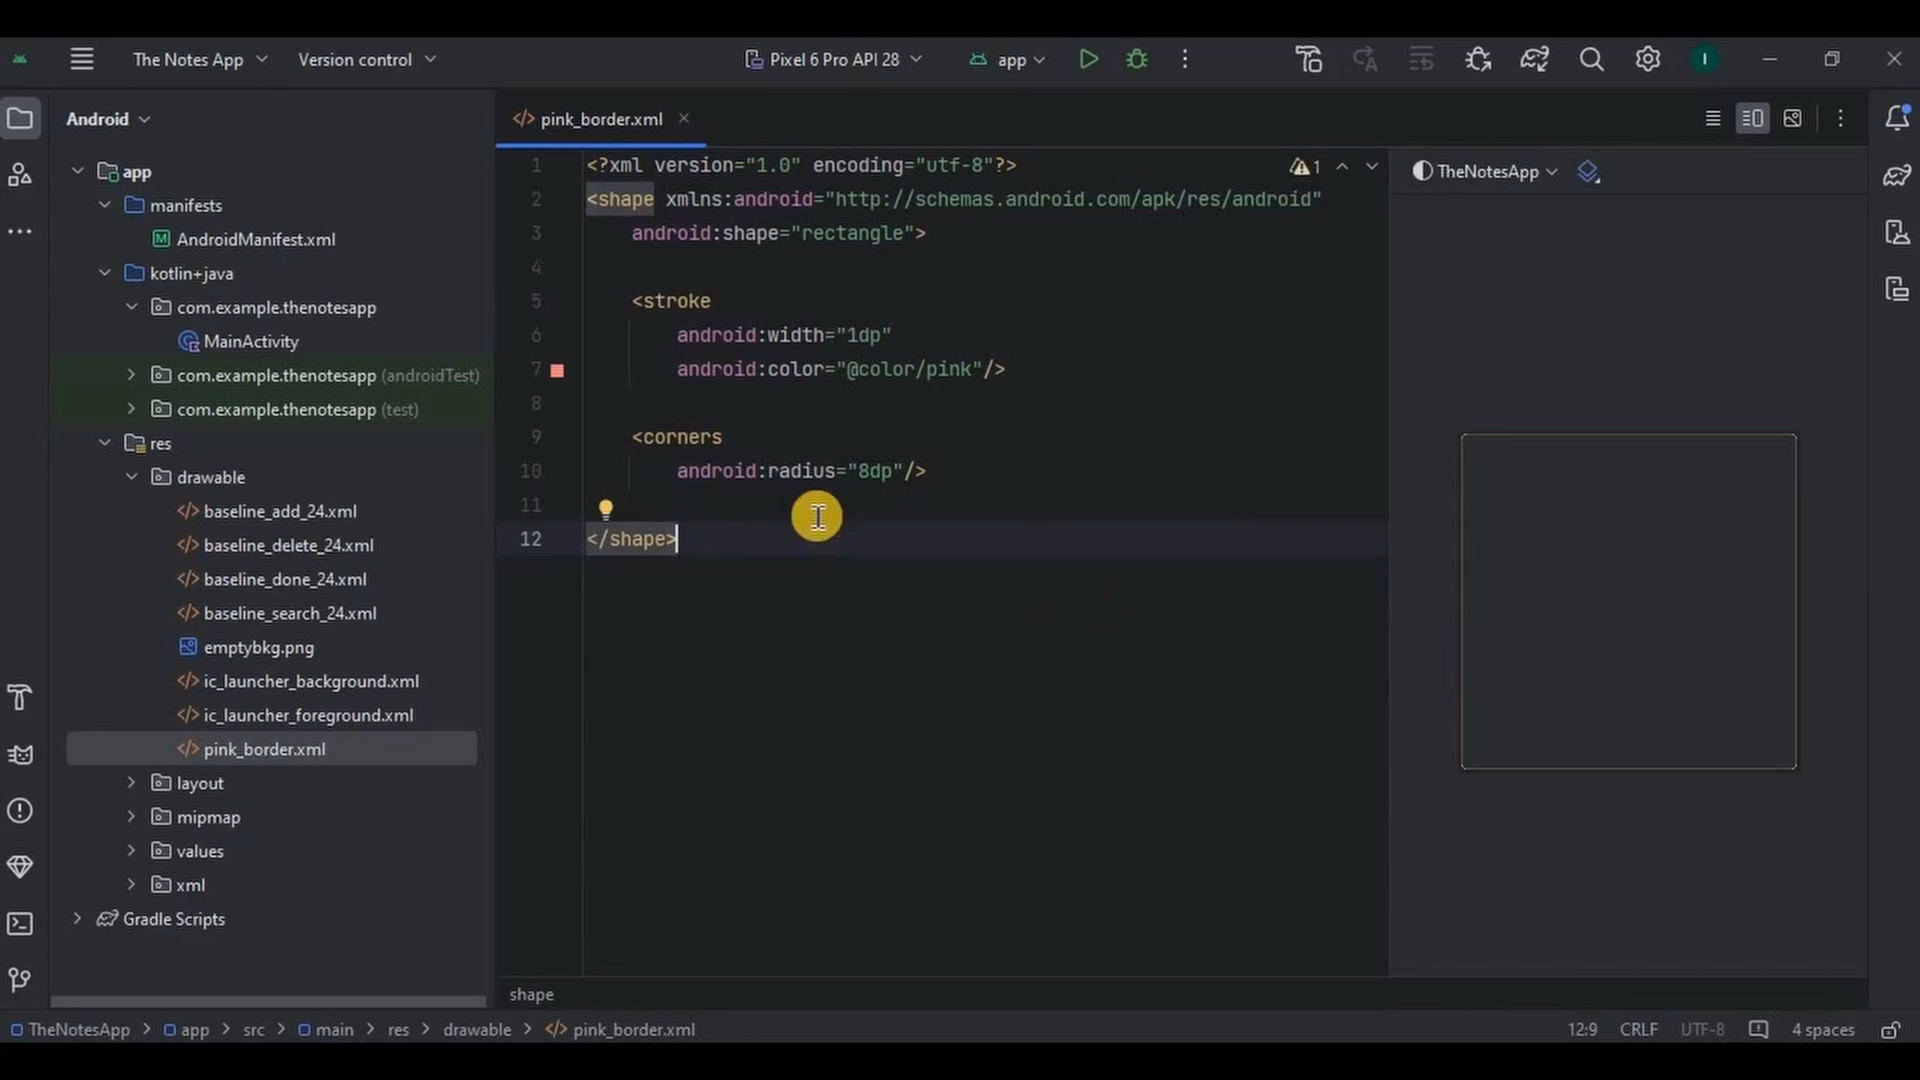 The Notes App
Version control
Pixel 6 Pro API 28
app
I
Android
app
manifests
AndroidManifest.xml
kotlin+java
com.example.thenotesapp
MainActivity
com.example.thenotesapp (androidTest)
com.example.thenotesapp (test)
res
drawable
baseline_add_24.xml
baseline_delete_24.xml
baseline_done_24.xml
baseline_search_24.xml
emptybkg.png
ic_launcher_background.xml
ic_launcher_foreground.xml
pink_border.xml
layout
mipmap
values
xml
Gradle Scripts
pink_border.xml
1 <?xml version="1.0" encoding="utf-8"?>
2 <shape xmlns:android="http://schemas.android.com/apk/res/android"
3 android:shape="rectangle">
4
5 <stroke
6 android:width="1dp"
7 android:color="@color/pink"/>
8
9 <corners
10 android:radius="8dp"/>
11
12 </shape>
1
TheNotesApp
shape
TheNotesApp > app > src > main > res > drawable > pink_border.xml
12:9 CRLF UTF-8 4 spaces